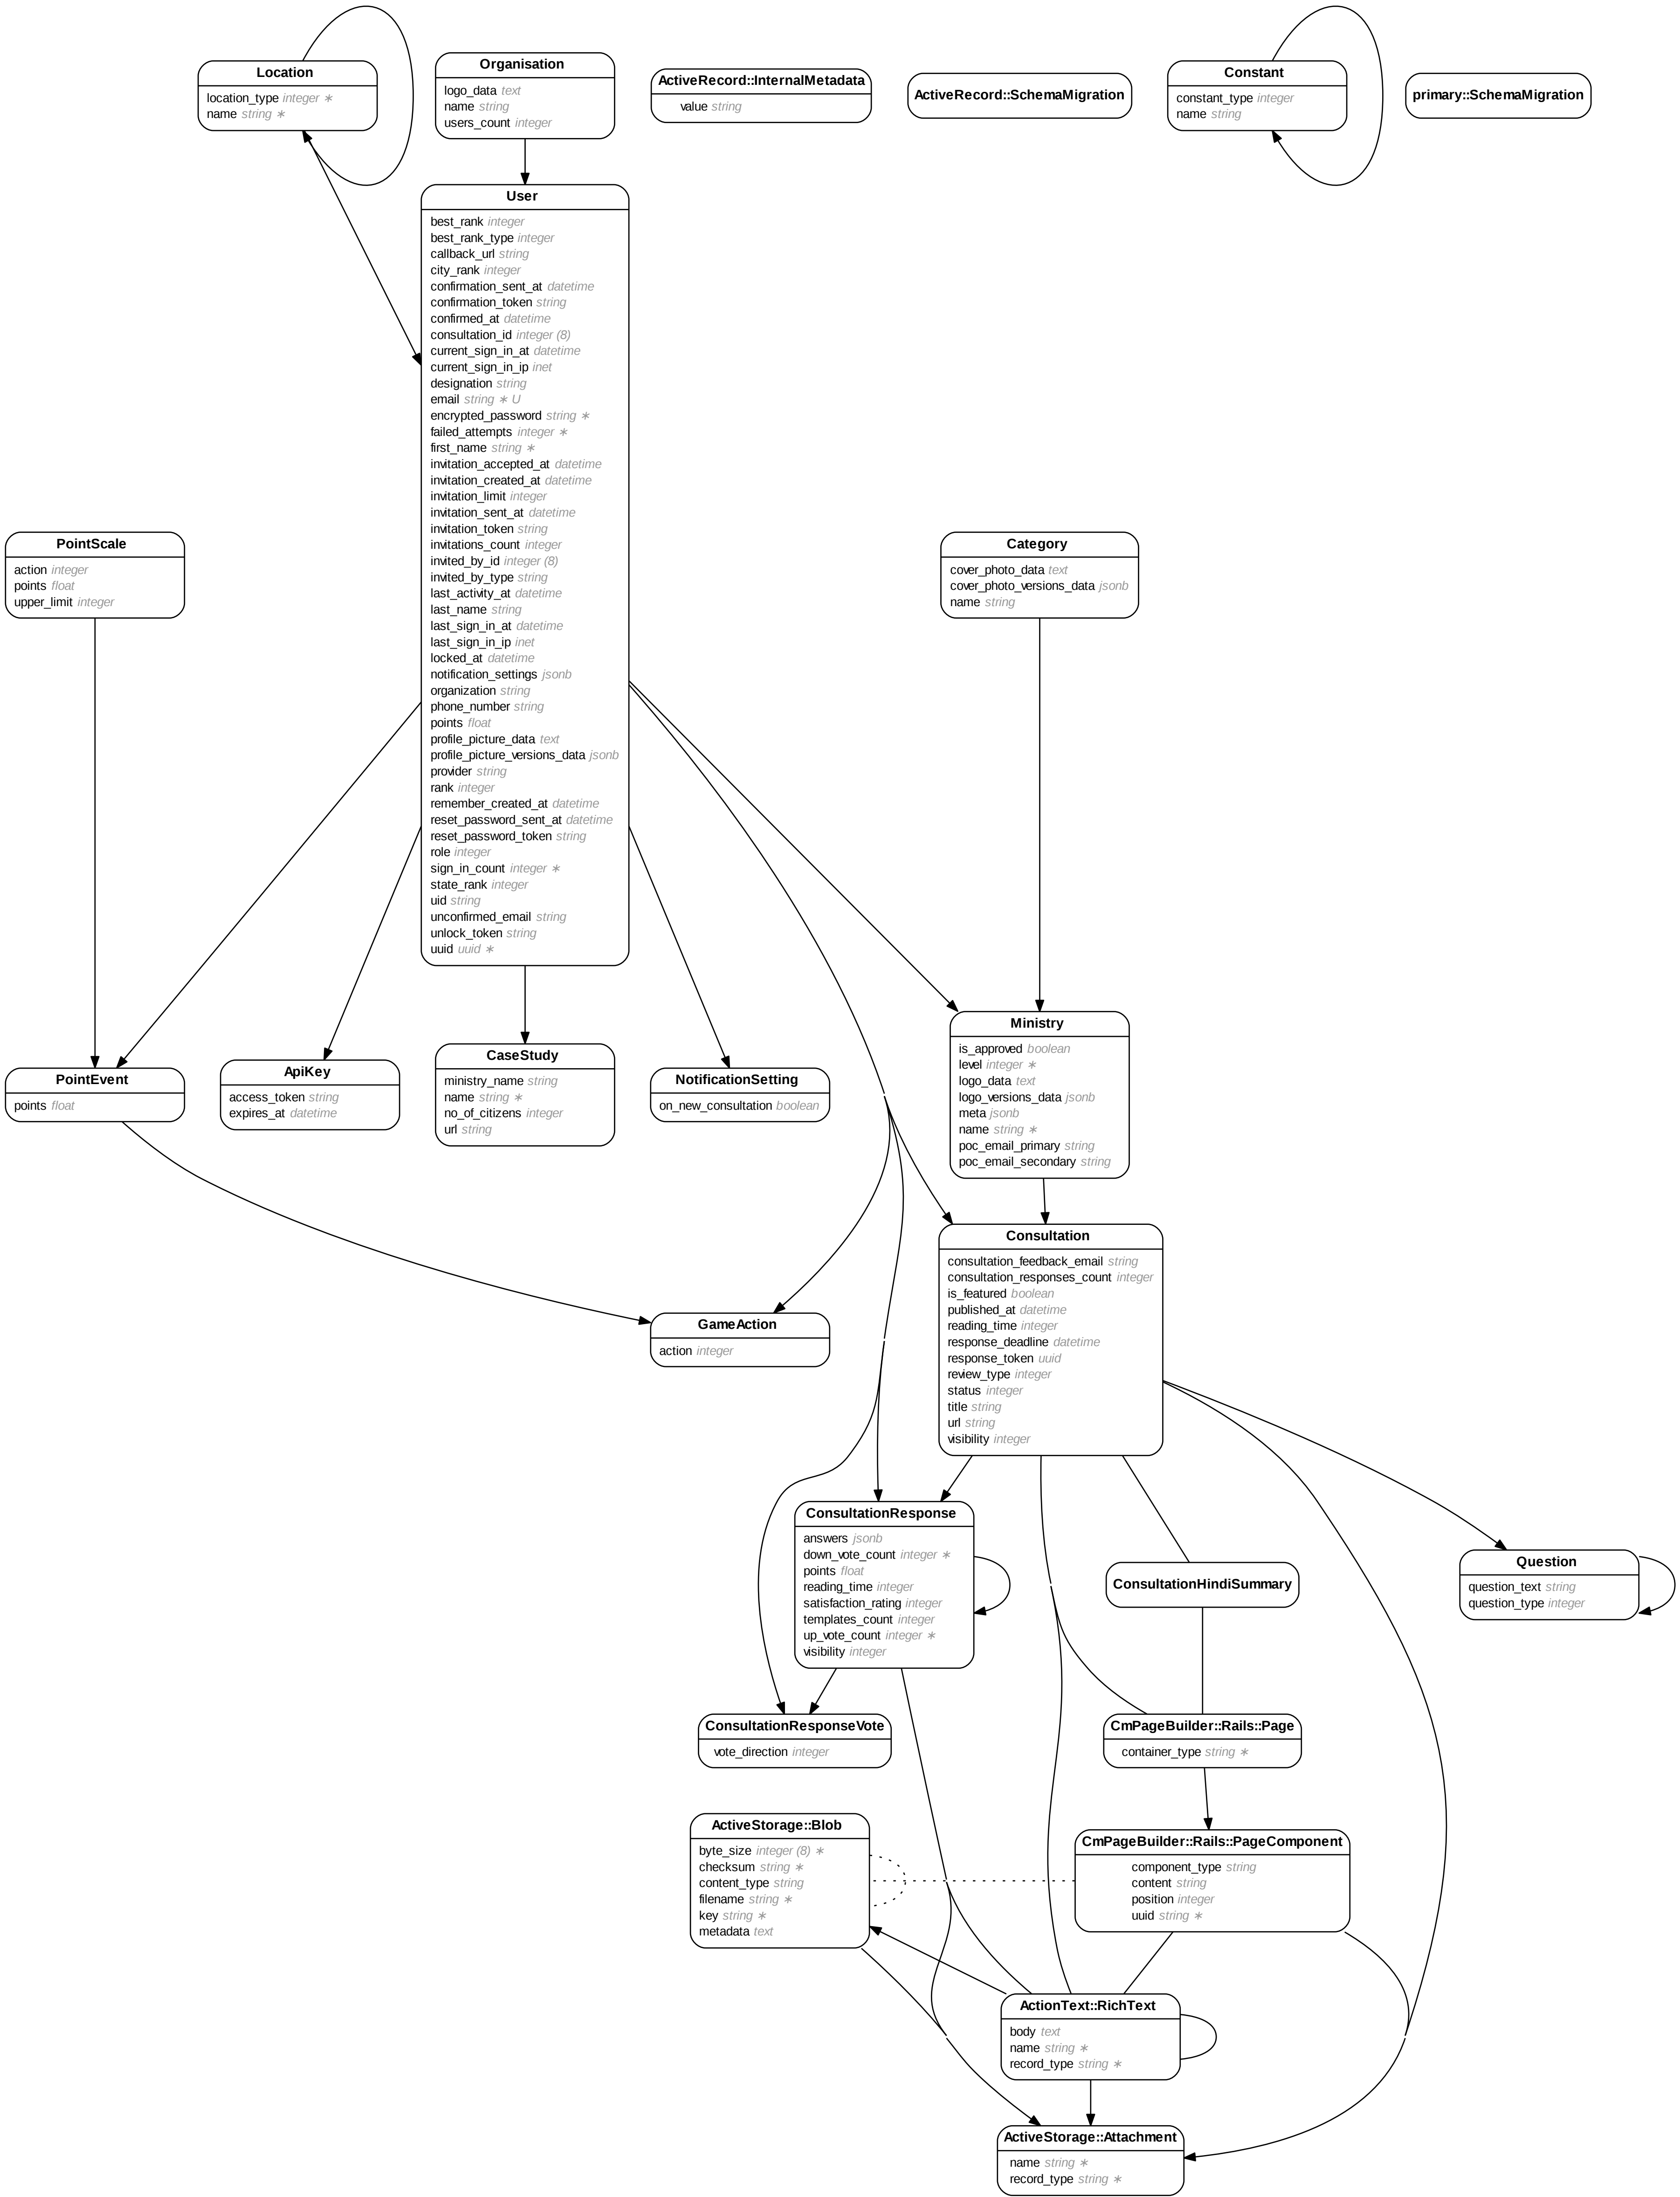 Location
location_type integer ∗
name string ∗
Organisation
logo_data text
name string
users_count integer
ActiveRecord::InternalMetadata
value string
ActiveRecord::SchemaMigration
Constant
constant_type integer
name string
primary::SchemaMigration
User
best_rank integer
best_rank_type integer
callback_url string
city_rank integer
confirmation_sent_at datetime
confirmation_token string
confirmed_at datetime
consultation_id integer (8)
current_sign_in_at datetime
current_sign_in_ip inet
designation string
email string ∗ U
encrypted_password string ∗
failed_attempts integer ∗
first_name string ∗
invitation_accepted_at datetime
invitation_created_at datetime
invitation_limit integer
invitation_sent_at datetime
invitation_token string
invitations_count integer
invited_by_id integer (8)
invited_by_type string
last_activity_at datetime
last_name string
last_sign_in_at datetime
last_sign_in_ip inet
locked_at datetime
notification_settings jsonb
organization string
phone_number string
points float
profile_picture_data text
profile_picture_versions_data jsonb
provider string
rank integer
remember_created_at datetime
reset_password_sent_at datetime
reset_password_token string
role integer
sign_in_count integer ∗
state_rank integer
uid string
unconfirmed_email string
unlock_token string
uuid uuid ∗
PointScale
action integer
points float
upper_limit integer
Category
cover_photo_data text
cover_photo_versions_data jsonb
name string
PointEvent
points float
ApiKey
access_token string
expires_at datetime
CaseStudy
ministry_name string
name string ∗
no_of_citizens integer
url string
NotificationSetting
on_new_consultation boolean
Ministry
is_approved boolean
level integer ∗
logo_data text
logo_versions_data jsonb
meta jsonb
name string ∗
poc_email_primary string
poc_email_secondary string
GameAction
action integer
Consultation
consultation_feedback_email string
consultation_responses_count integer
is_featured boolean
published_at datetime
reading_time integer
response_deadline datetime
response_token uuid
review_type integer
status integer
title string
url string
visibility integer
ConsultationResponse
answers jsonb
down_vote_count integer ∗
points float
reading_time integer
satisfaction_rating integer
templates_count integer
up_vote_count integer ∗
visibility integer
ConsultationHindiSummary
Question
question_text string
question_type integer
ConsultationResponseVote
vote_direction integer
CmPageBuilder::Rails::Page
container_type string ∗
ActiveStorage::Blob
byte_size integer (8) ∗
checksum string ∗
content_type string
filename string ∗
key string ∗
metadata text
CmPageBuilder::Rails::PageComponent
component_type string
content string
position integer
uuid string ∗
ActionText::RichText
body text
name string ∗
record_type string ∗
ActiveStorage::Attachment
name string ∗
record_type string ∗